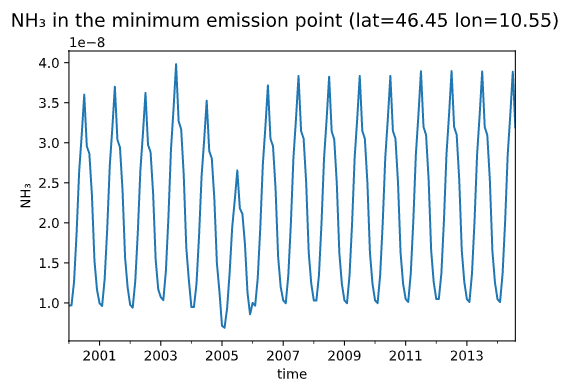 NH₃ in the minimum emission point (lat=46.45 lon=10.55)
1e−8
4.0
3.5
3.0
2.5
2.0
1.5
1.0
NH₃
2001 2003 2005 2007 2009 2011 2013
time